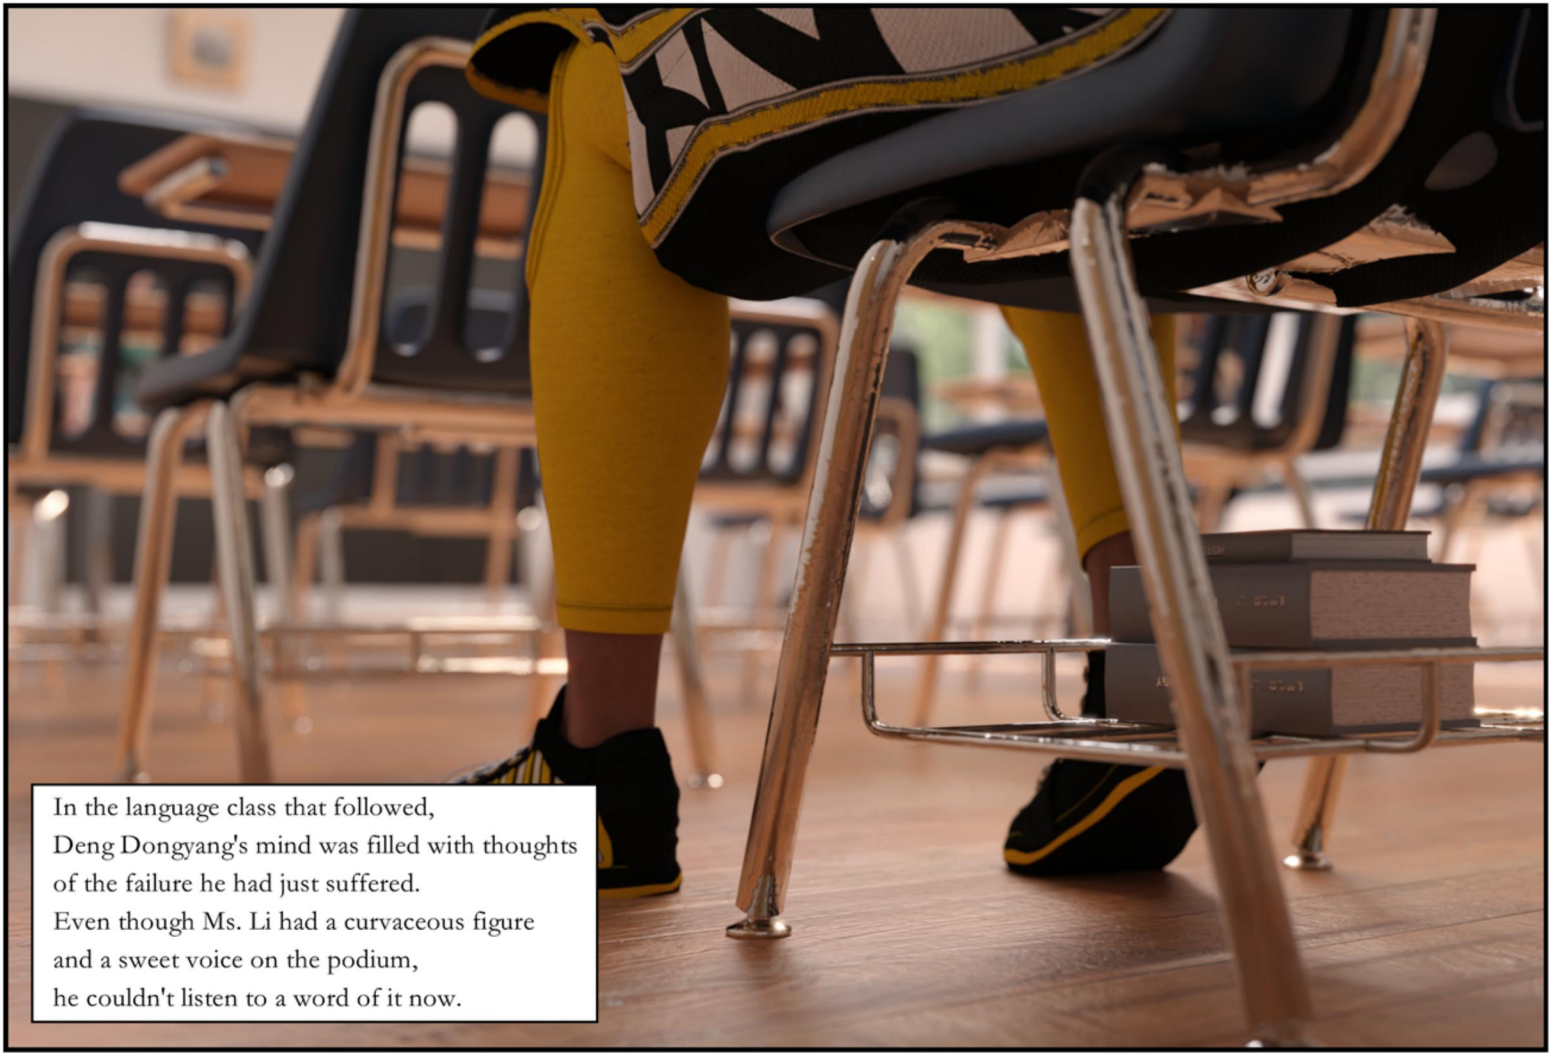 In the language class that followed,
Deng Dongyang's mind was filled with thoughts
of the failure he had just suffered.
Even though Ms. Li had a curvaceous figure
and a sweet voice on the podium,
he couldn't listen to a word of it now.